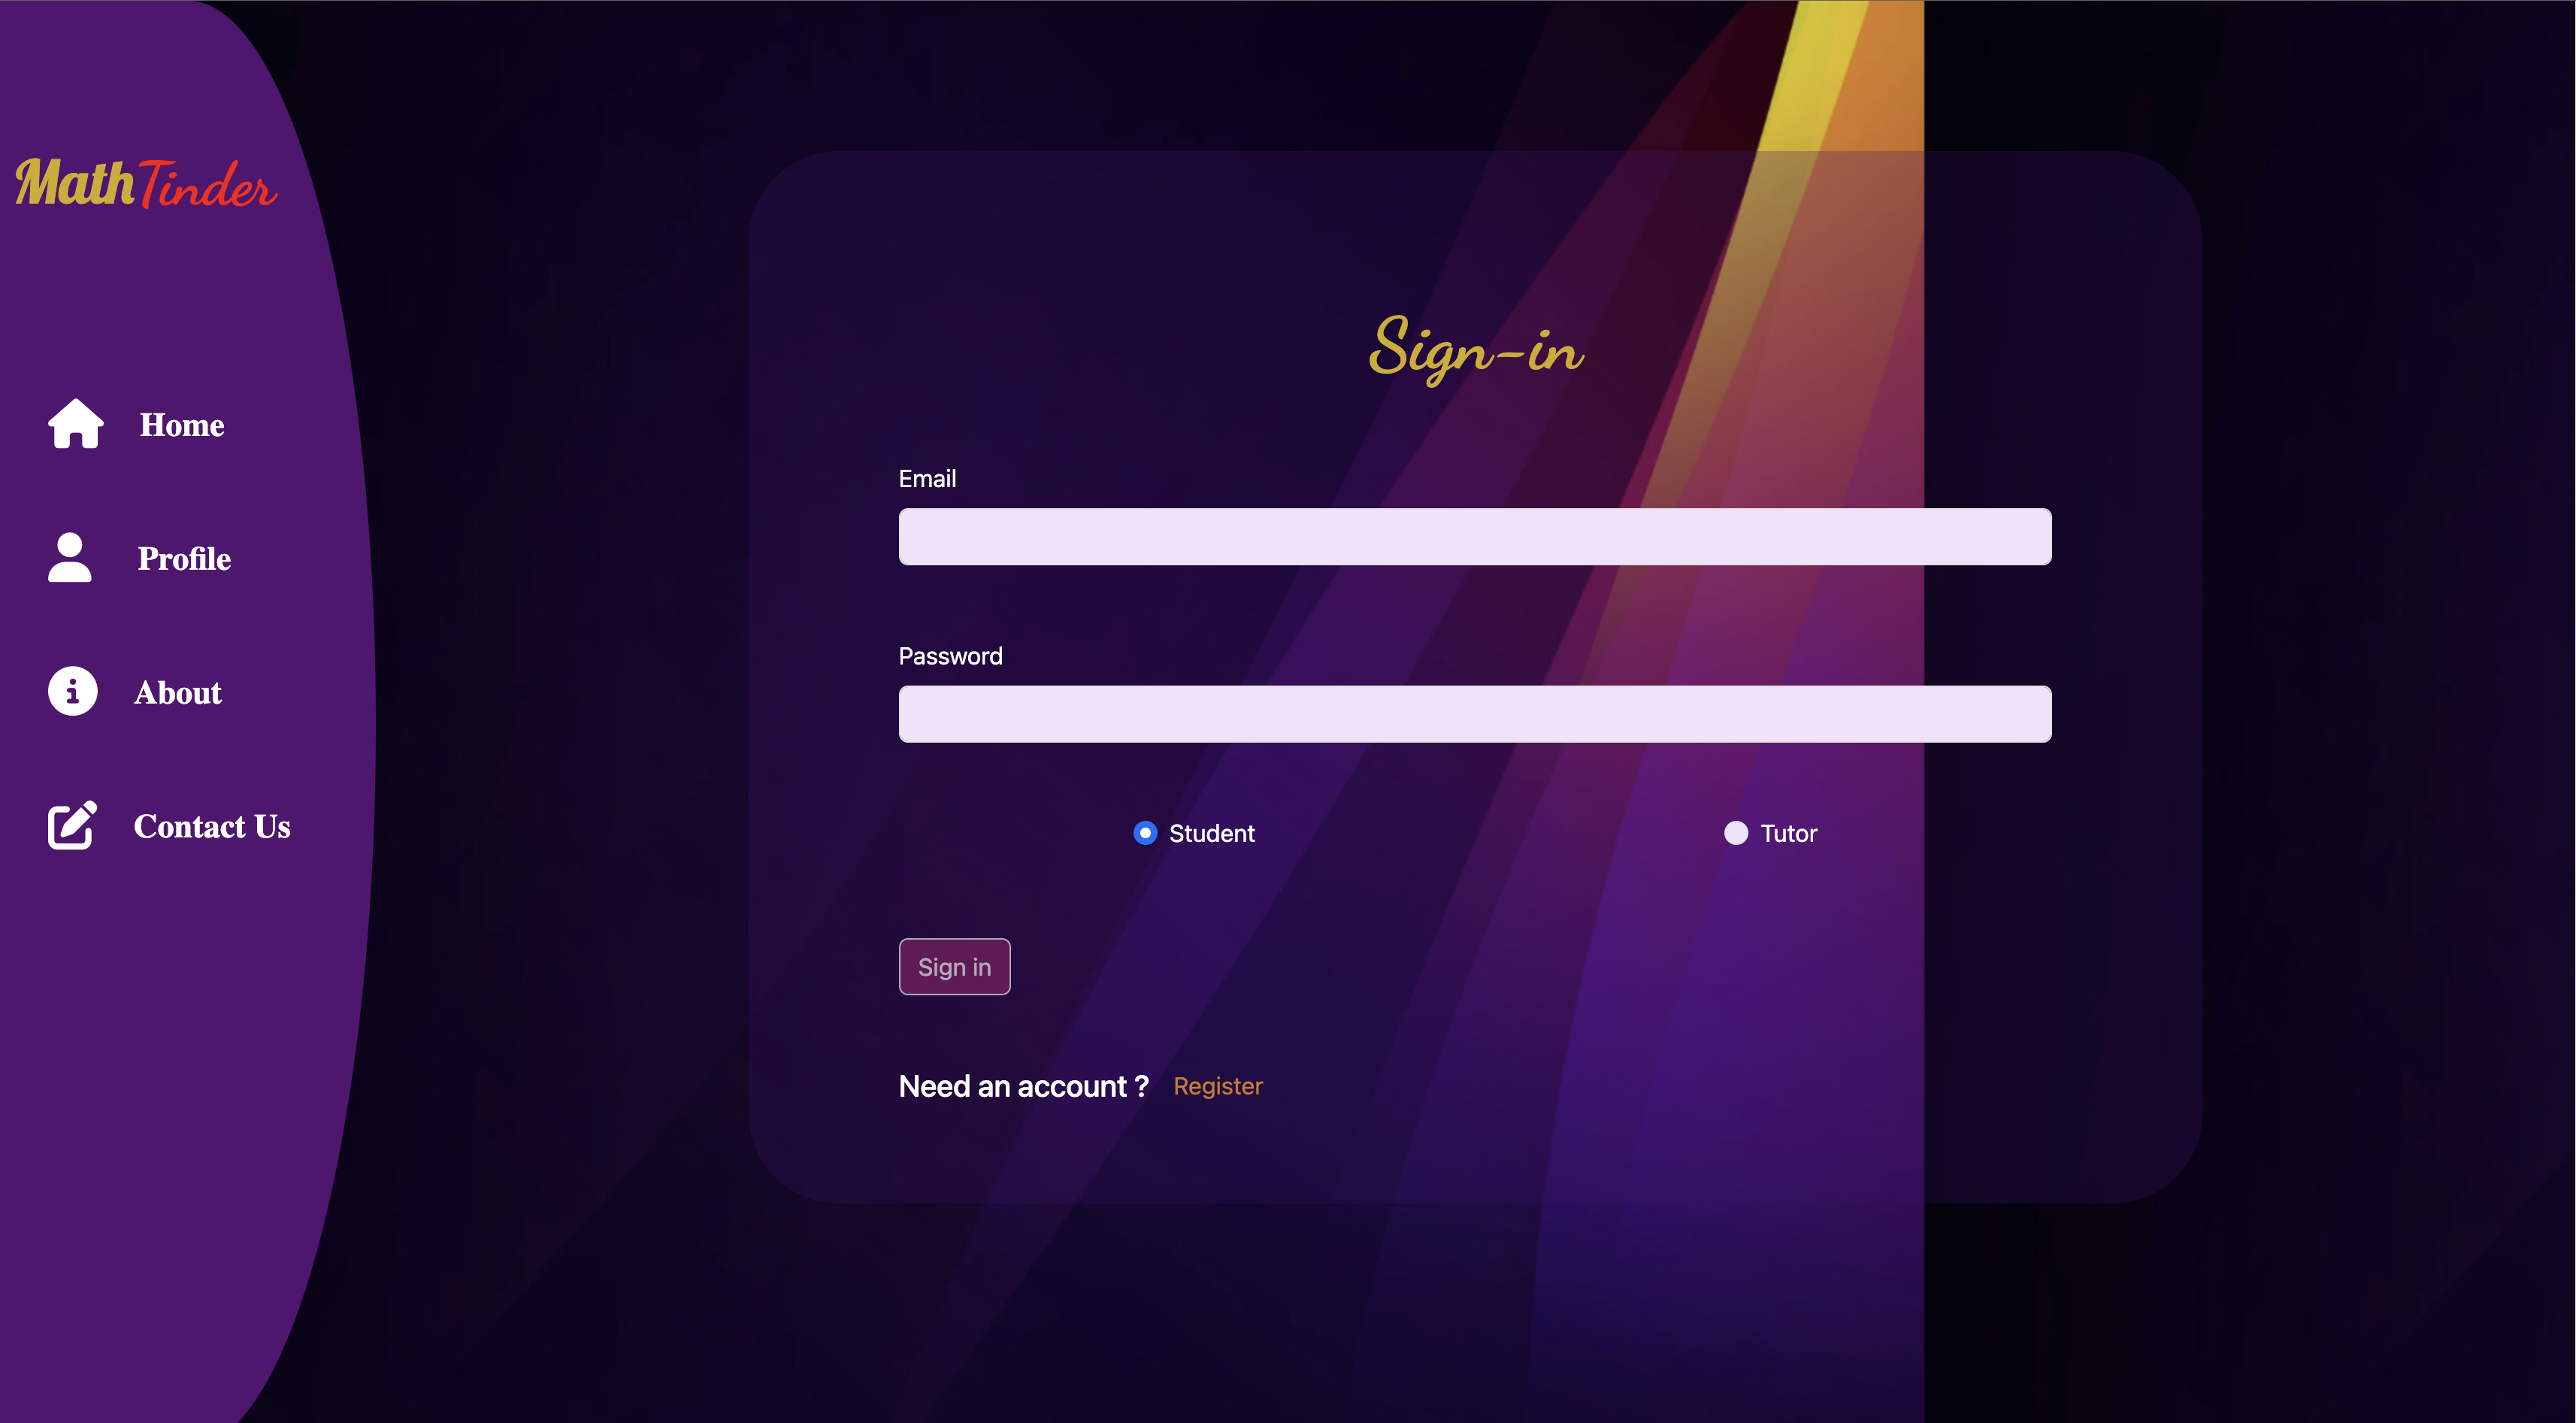 MathTinder
Home
Profile
About
Contact Us
Sign-in
Email
Password
Student
Tutor
Sign in
Need an account ? Register